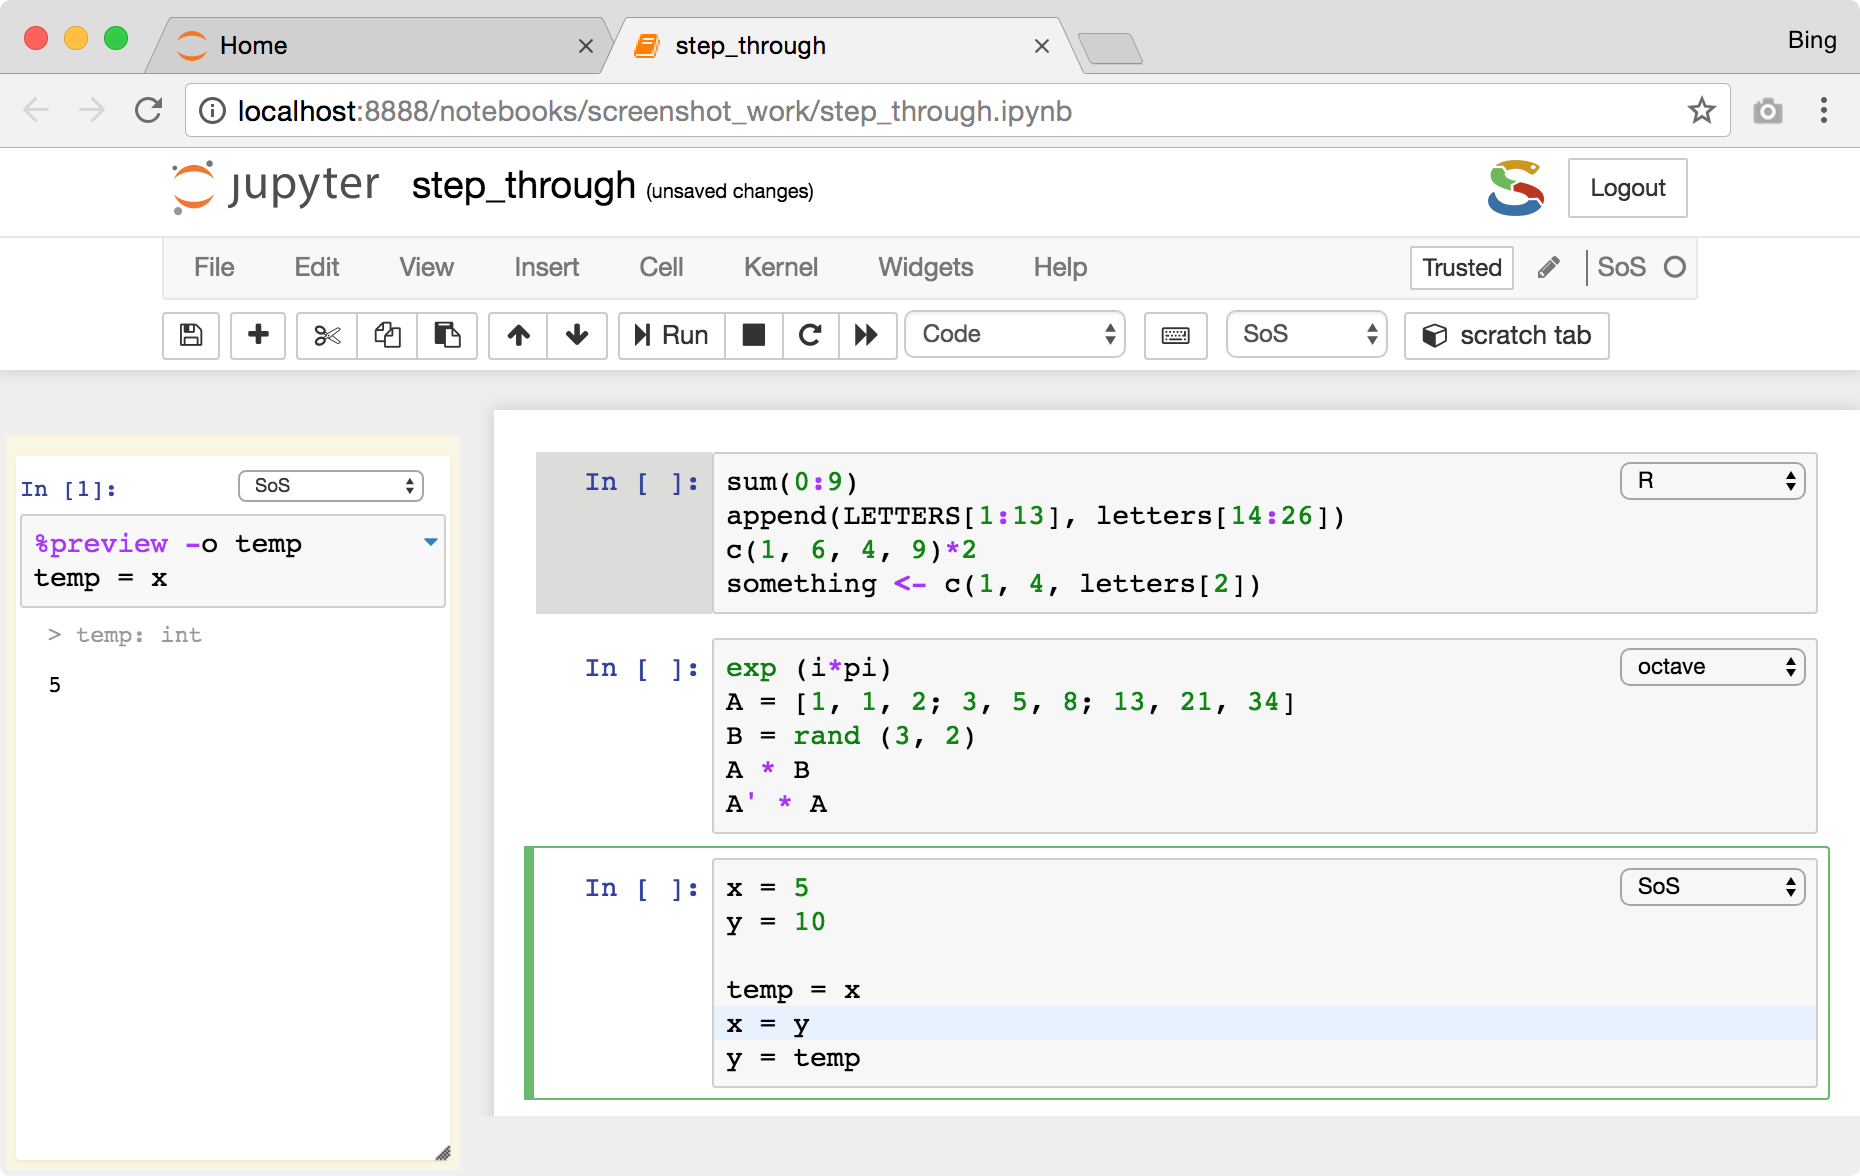 Home
step_through
Bing
localhost:8888/notebooks/screenshot_work/step_through.ipynb
jupyter step_through (unsaved changes)
Logout
File Edit View Insert Cell Kernel Widgets Help Trusted SoS
Run Code SoS scratch tab
In [1]: SoS
%preview -o temp
temp = x
> temp: int
5
In [ ]: sum(0:9) R
append(LETTERS[1:13], letters[14:26])
c(1, 6, 4, 9)*2
something <- c(1, 4, letters[2])
In [ ]: exp (i*pi) octave
A = [1, 1, 2; 3, 5, 8; 13, 21, 34]
B = rand (3, 2)
A * B
A' * A
In [ ]: x = 5 SoS
y = 10
temp = x
x = y
y = temp